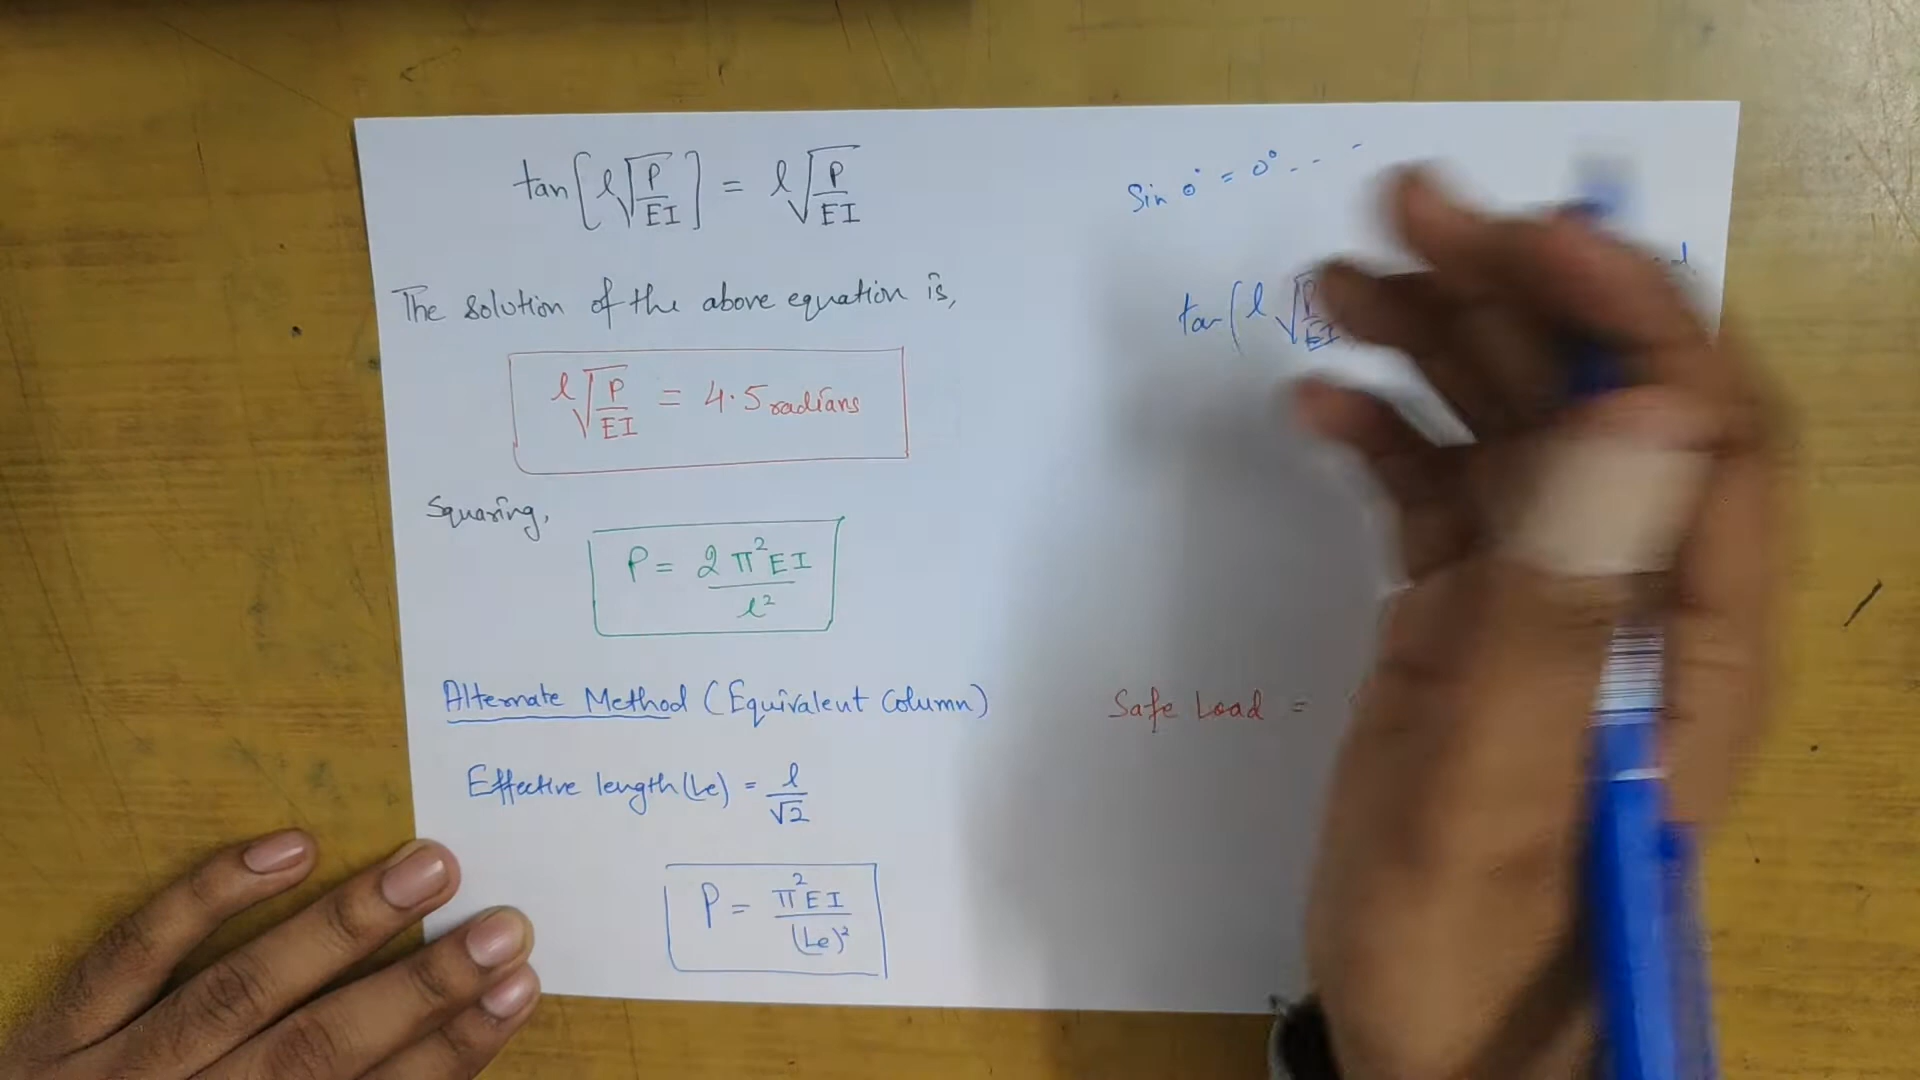 tan[l√(P/EI)] = l√(P/EI)
The solution of the above equation is,
l√(P/EI) = 4.5 radians
Squaring,
P = 2π²EI/l²
Alternate Method (Equivalent Column)
Effective length (Le) = l/√2
P = π²EI/(Le)²
Sin 0° = 0° - - -
tan(l√(P/EI)
Safe Load =